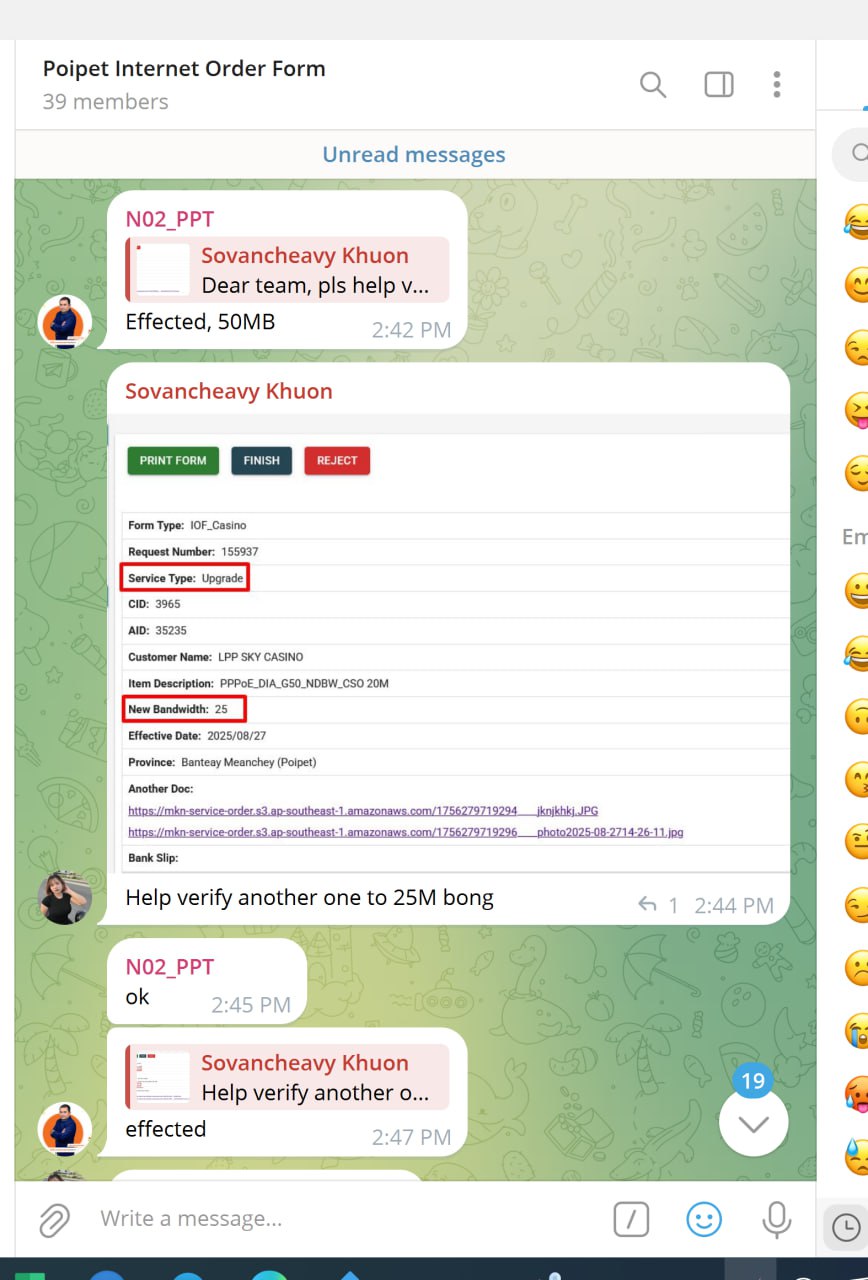 Poipet Internet Order Form
39 members
Unread messages
N02_PPT
Sovancheavy Khuon
Dear team, pls help v...
Effected, 50MB
2:42 PM
Sovancheavy Khuon
PRINT FORM FINISH REJECT
Form Type: IOF_Casino
Request Number: 155937
Service Type: Upgrade
CID: 3965
AID: 35235
Customer Name: LPP SKY CASINO
Item Description: PPPoE_DIA_G50_NDBW_CSO 20M
New Bandwidth: 25
Effective Date: 2025/08/27
Province: Banteay Meanchey (Poipet)
Another Doc:
https://mkn-service-order.s3.ap-southeast-1.amazonaws.com/1756279719294___jknjkhkj.JPG
https://mkn-service-order.s3.ap-southeast-1.amazonaws.com/1756279719296___photo2025-08-2714-26-11.jpg
Bank Slip:
Help verify another one to 25M bong
1 2:44 PM
N02_PPT
ok
2:45 PM
Sovancheavy Khuon
Help verify another o...
effected
2:47 PM
19
Write a message...
Em